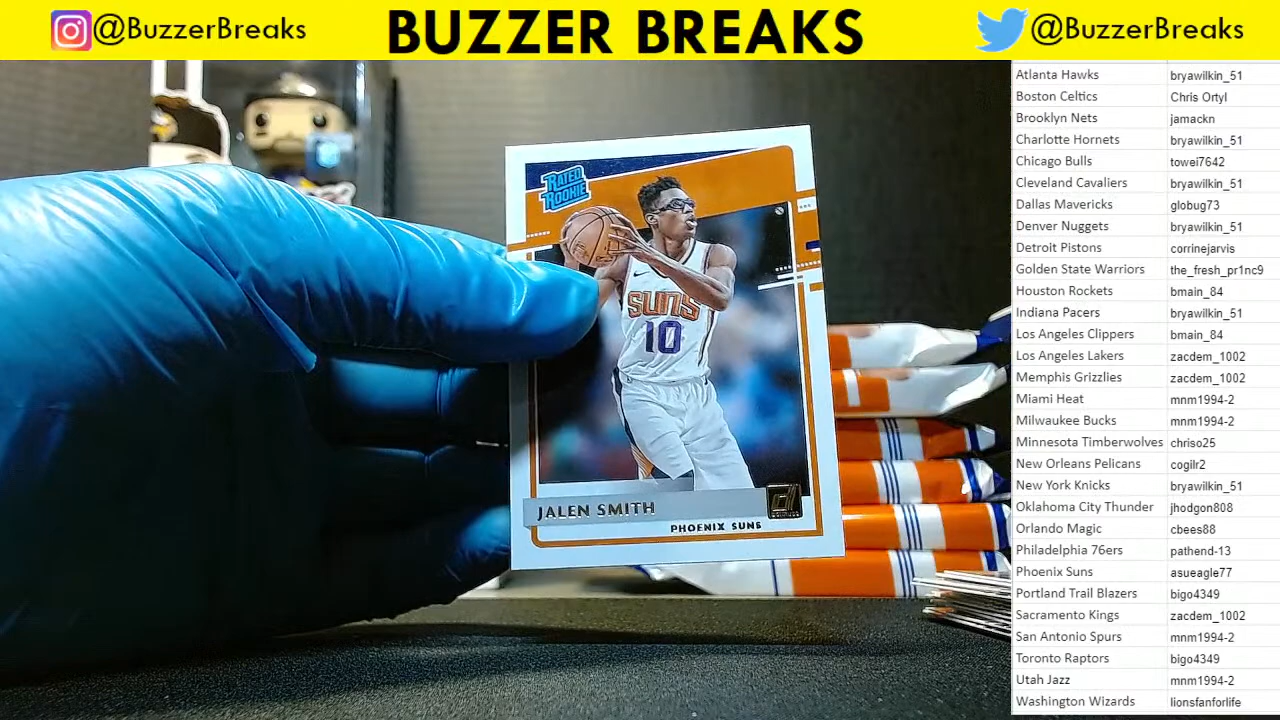 @BuzzerBreaks
BUZZER BREAKS
@BuzzerBreaks
RATED
ROOKIE
SUNS
10
JALEN SMITH
PHOENIX SUNS
Atlanta Hawks bryawilkin_51
Boston Celtics Chris Ortyl
Brooklyn Nets jamackn
Charlotte Hornets bryawilkin_51
Chicago Bulls towei7642
Cleveland Cavaliers bryawilkin_51
Dallas Mavericks globug73
Denver Nuggets bryawilkin_51
Detroit Pistons corrinejarvis
Golden State Warriors the_fresh_pr1nc9
Houston Rockets bmain_84
Indiana Pacers bryawilkin_51
Los Angeles Clippers bmain_84
Los Angeles Lakers zacdem_1002
Memphis Grizzlies zacdem_1002
Miami Heat mnm1994-2
Milwaukee Bucks mnm1994-2
Minnesota Timberwolves chriso25
New Orleans Pelicans cogilr2
New York Knicks bryawilkin_51
Oklahoma City Thunder jhodgon808
Orlando Magic cbees88
Philadelphia 76ers pathend-13
Phoenix Suns asueagle77
Portland Trail Blazers bigo4349
Sacramento Kings zacdem_1002
San Antonio Spurs mnm1994-2
Toronto Raptors bigo4349
Utah Jazz mnm1994-2
Washington Wizards lionsfanforlife